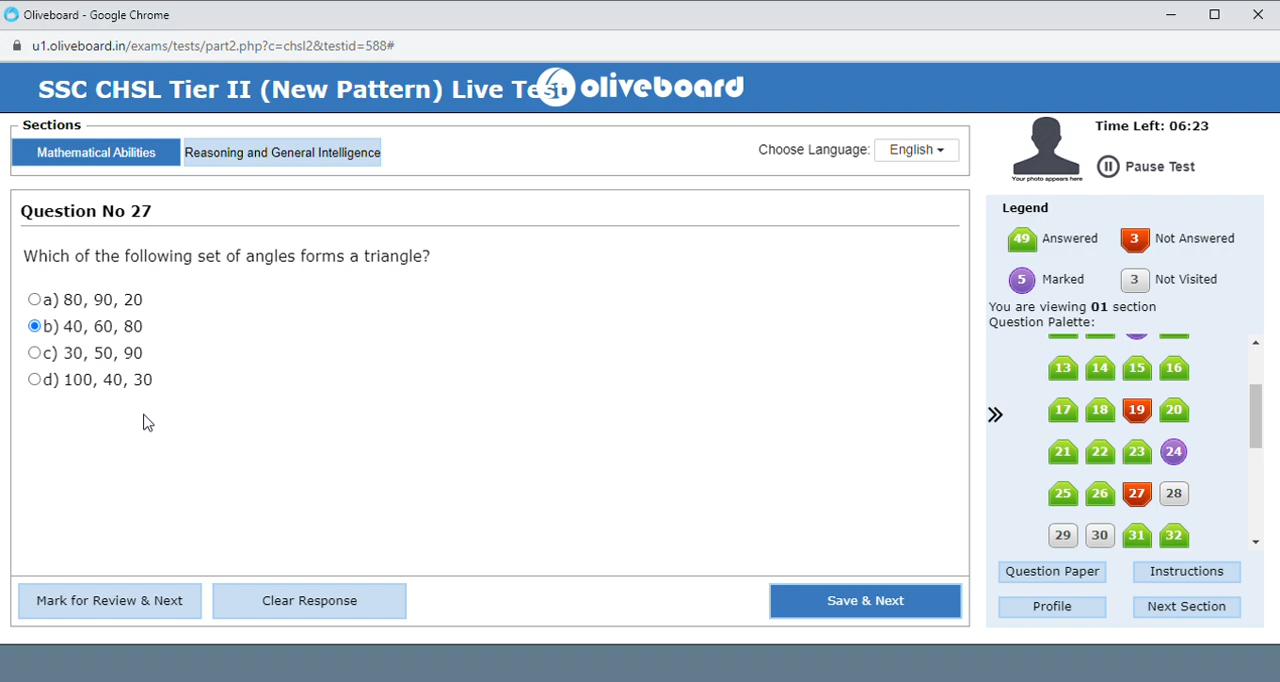 Oliveboard - Google Chrome
u1.oliveboard.in/exams/tests/part2.php?c=chsl2&testid=588#
SSC CHSL Tier II (New Pattern) Live Test
oliveboard
Sections
Mathematical Abilities
Reasoning and General Intelligence
Choose Language:
English
Your photo appears here
Time Left: 06:23
Pause Test
Question No 27
Which of the following set of angles forms a triangle?
a) 80, 90, 20
b) 40, 60, 80
c) 30, 50, 90
d) 100, 40, 30
Mark for Review & Next
Clear Response
Save & Next
Legend
49 Answered
3 Not Answered
5 Marked
3 Not Visited
You are viewing 01 section
Question Palette:
13 14 15 16
17 18 19 20
21 22 23 24
25 26 27 28
29 30 31 32
Question Paper
Instructions
Profile
Next Section